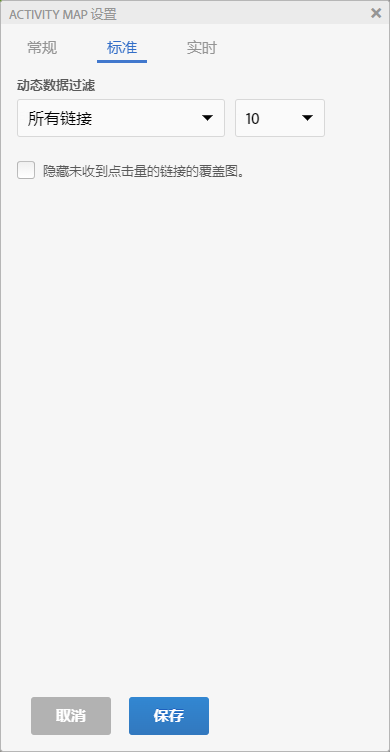 ACTIVITY MAP 设置
常规 标准 实时
动态数据过滤
所有链接 10
隐藏未收到点击量的链接的覆盖图。
取消 保存